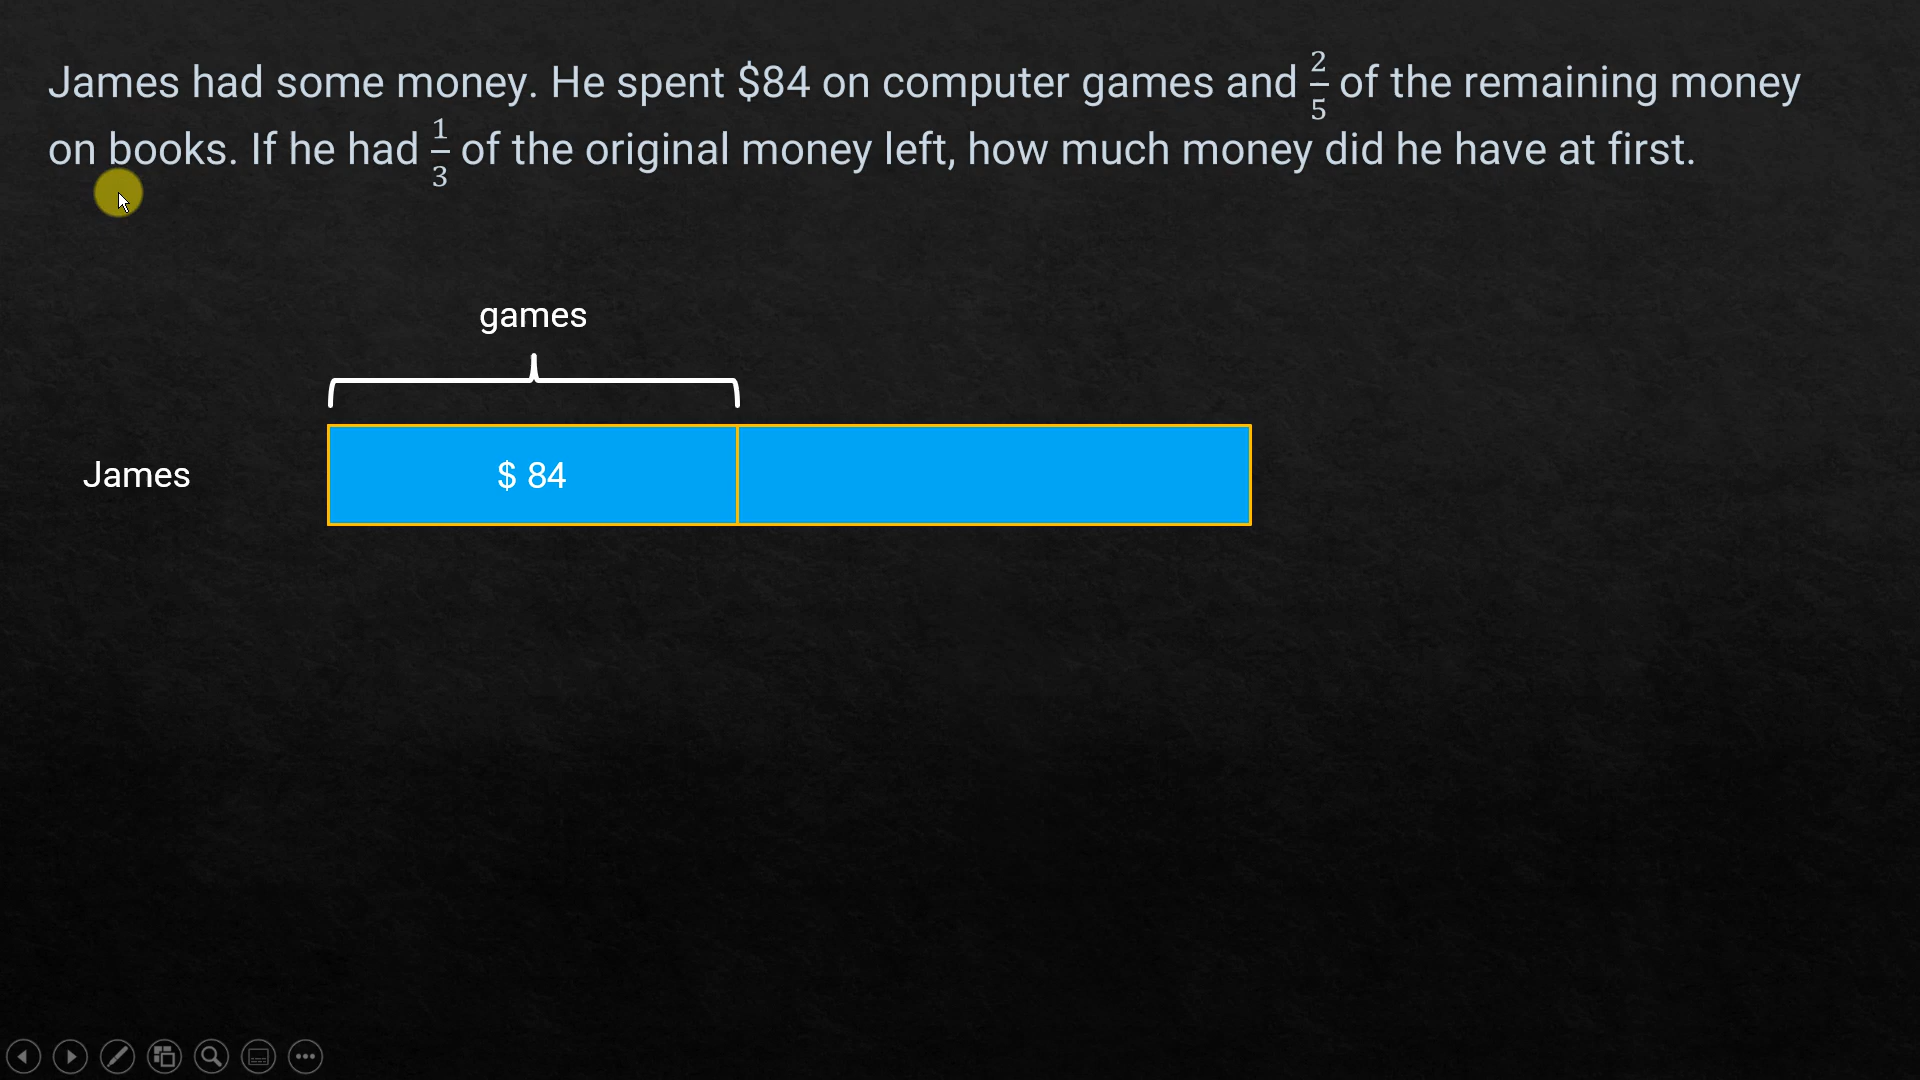 James had some money. He spent $84 on computer games and 2/5 of the remaining money
on books. If he had 1/3 of the original money left, how much money did he have at first.
games
James
$ 84